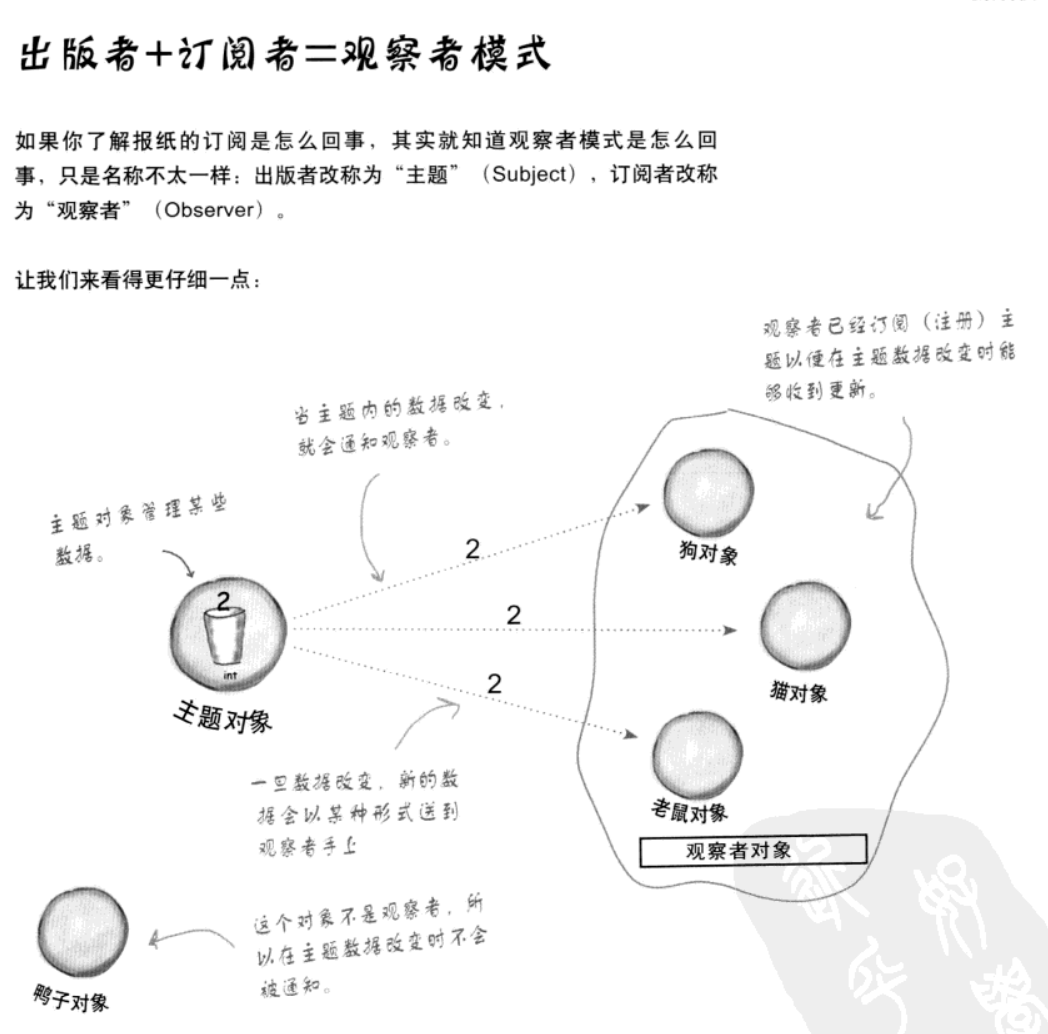 出版者+订阅者=观察者模式
如果你了解报纸的订阅是怎么回事，其实就知道观察者模式是怎么回
事，只是名称不太一样：出版者改称为“主题”（Subject），订阅者改称
为“观察者”（Observer）。
让我们来看得更仔细一点：
观察者已经订阅（注册）主
题以便在主题数据改变时能
够收到更新。
当主题内的数据改变，
就会通知观察者。
主题对象管理某些
数据。
2
int
主题对象
2
2
2
狗对象
猫对象
老鼠对象
观察者对象
一旦数据改变，新的数
据会以某种形式送到
观察者手上
这个对象不是观察者，所
以在主题数据改变时不会
被通知。
鸭子对象